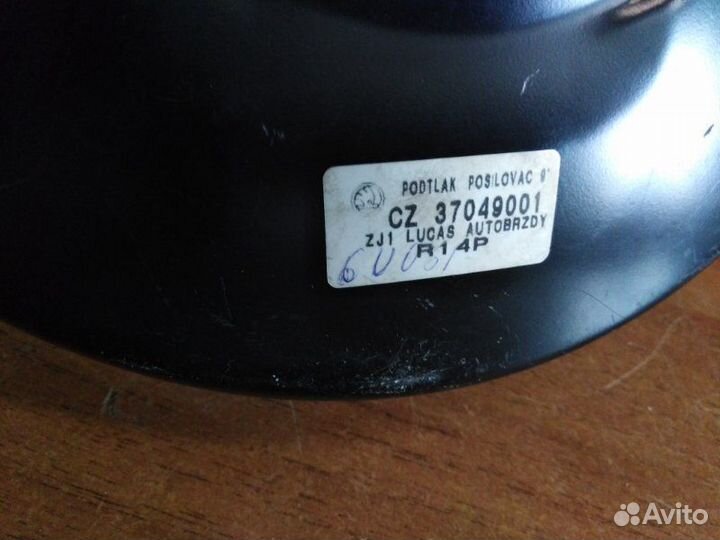 PODTLAK POSILOVAC 9"
CZ 37049001
ZJ1 LUCAS AUTOBRZDY
R14P
Avito